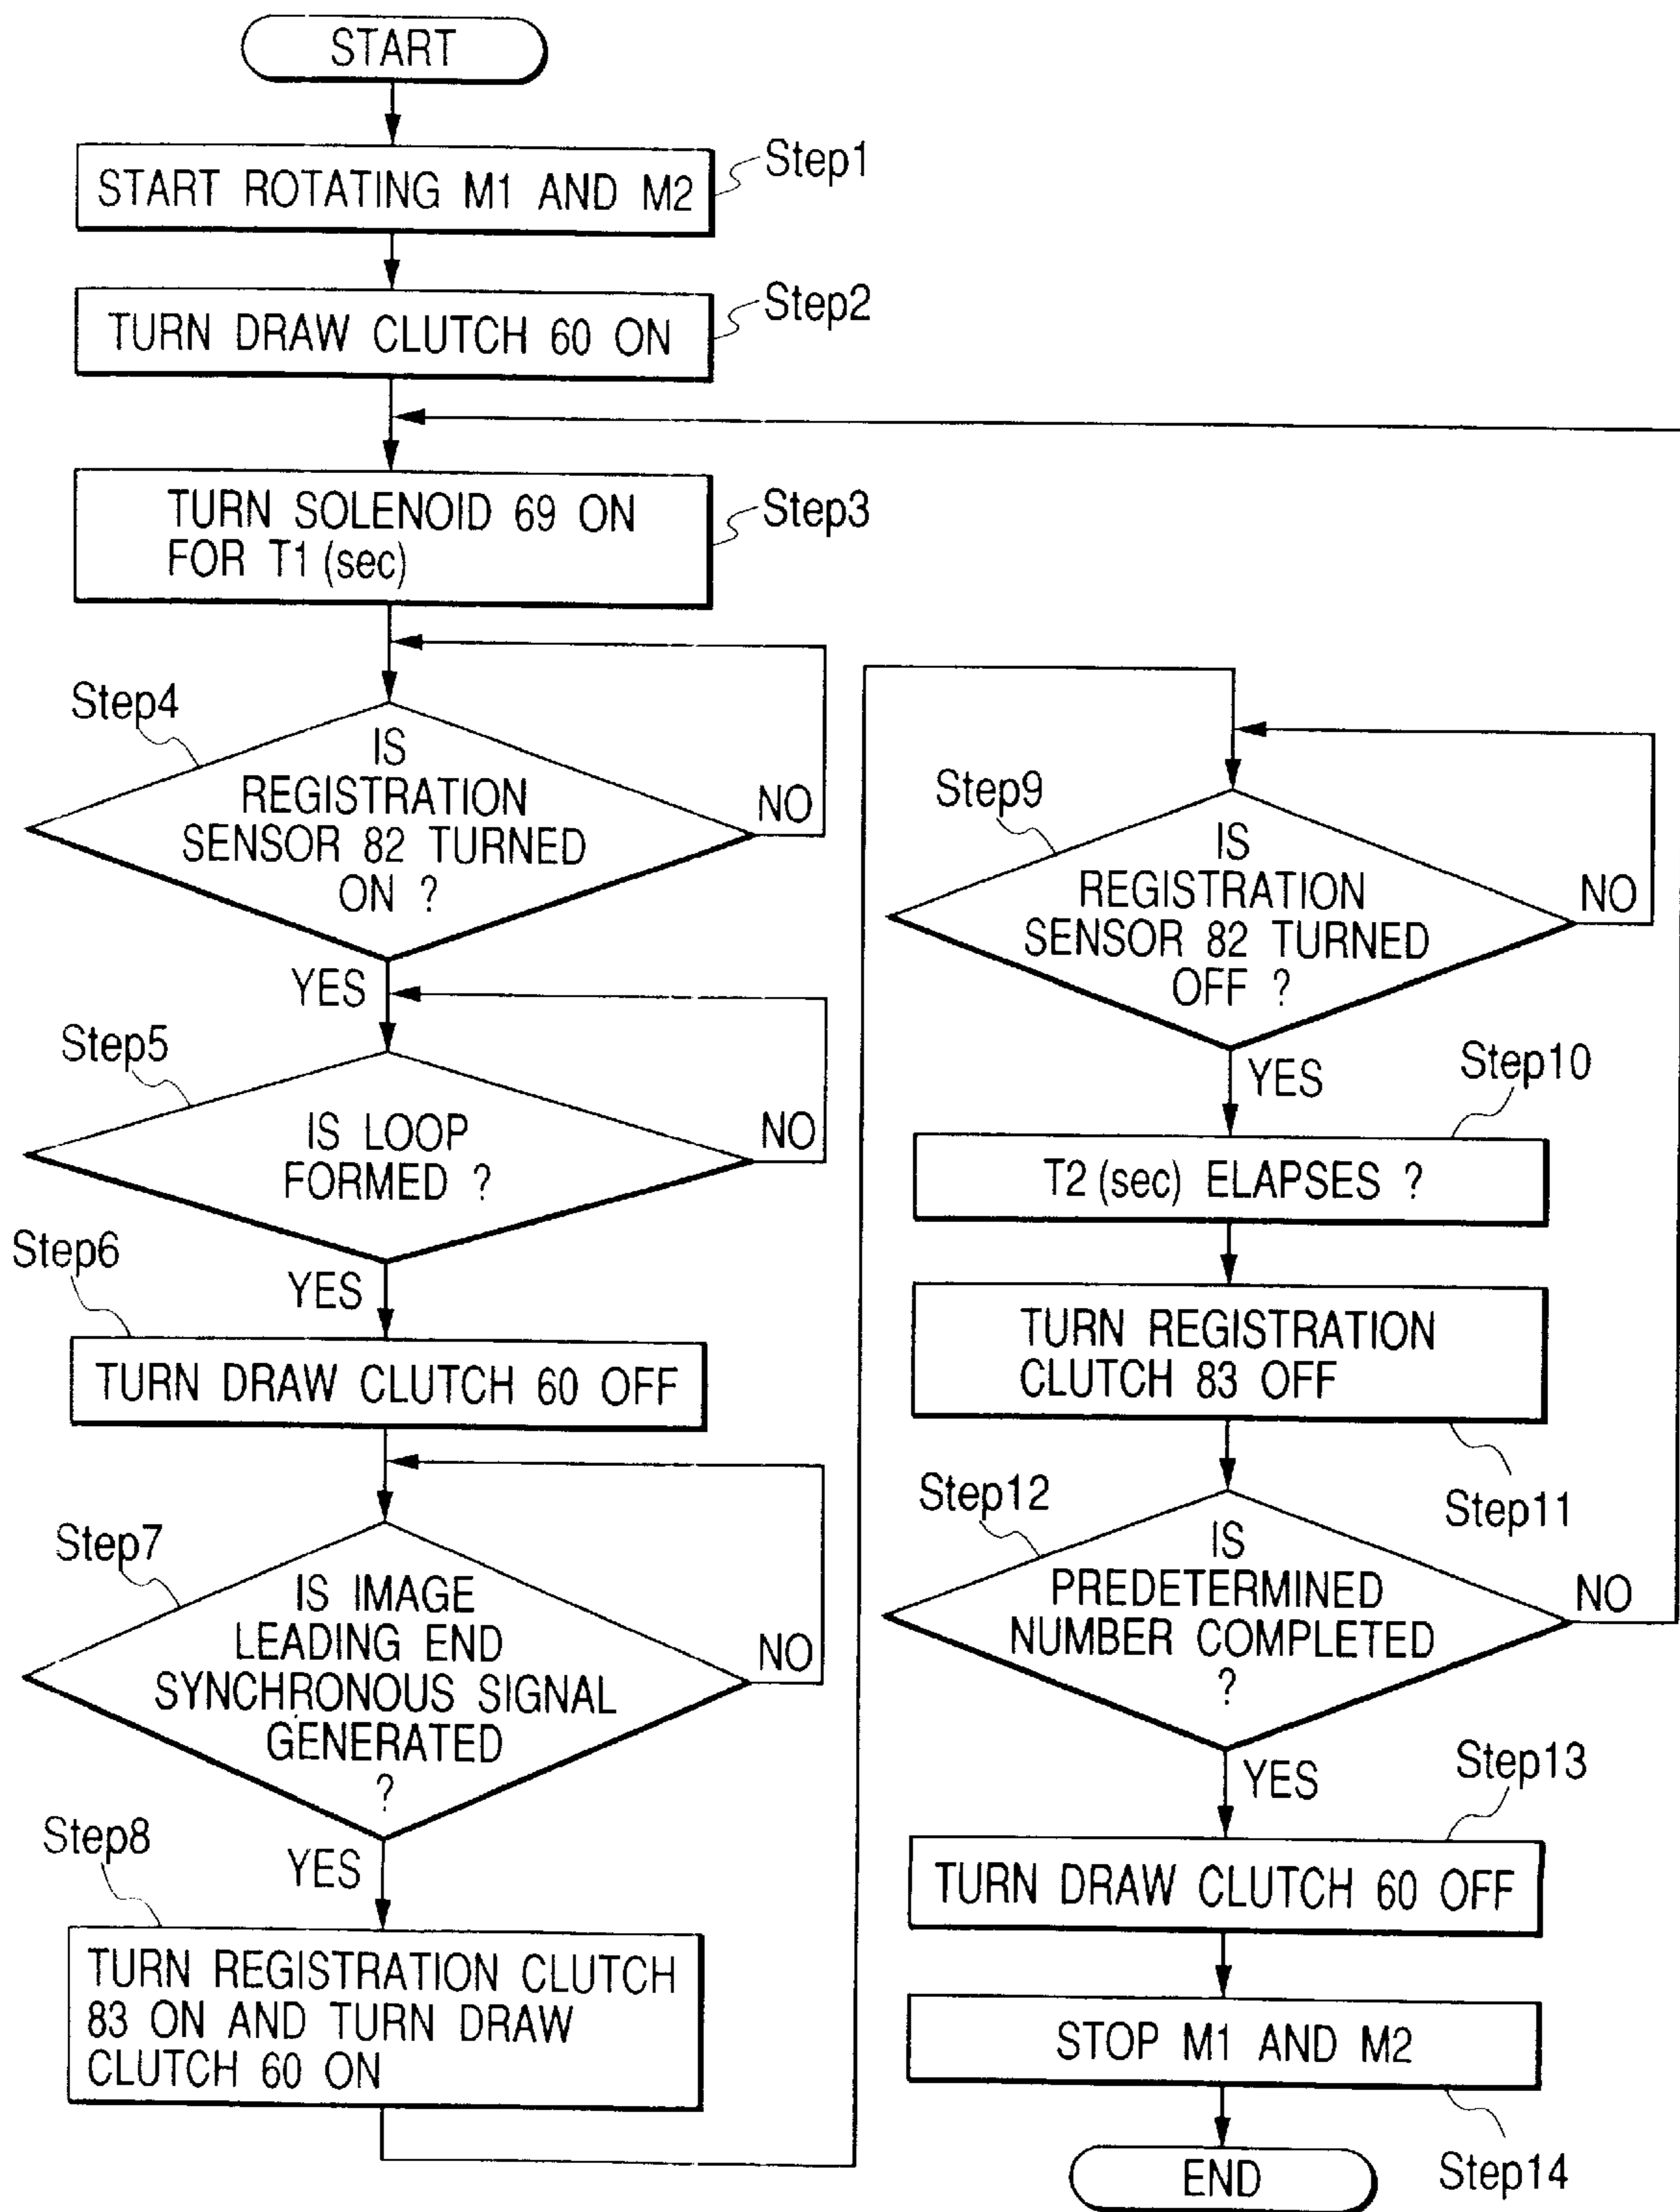 START
START ROTATING M1 AND M2
Step1
TURN DRAW CLUTCH 60 ON
Step2
TURN SOLENOID 69 ON
FOR T1 (sec)
Step3
Step4
IS
REGISTRATION
SENSOR 82 TURNED
ON ?
NO
YES
Step5
IS LOOP
FORMED ?
NO
YES
Step6
TURN DRAW CLUTCH 60 OFF
Step7
IS IMAGE
LEADING END
SYNCHRONOUS SIGNAL
GENERATED
?
NO
YES
Step8
TURN REGISTRATION CLUTCH
83 ON AND TURN DRAW
CLUTCH 60 ON
Step9
IS
REGISTRATION
SENSOR 82 TURNED
OFF ?
NO
YES
Step10
T2 (sec) ELAPSES ?
TURN REGISTRATION
CLUTCH 83 OFF
Step11
Step12
IS
PREDETERMINED
NUMBER COMPLETED
?
NO
YES
Step13
TURN DRAW CLUTCH 60 OFF
STOP M1 AND M2
Step14
END